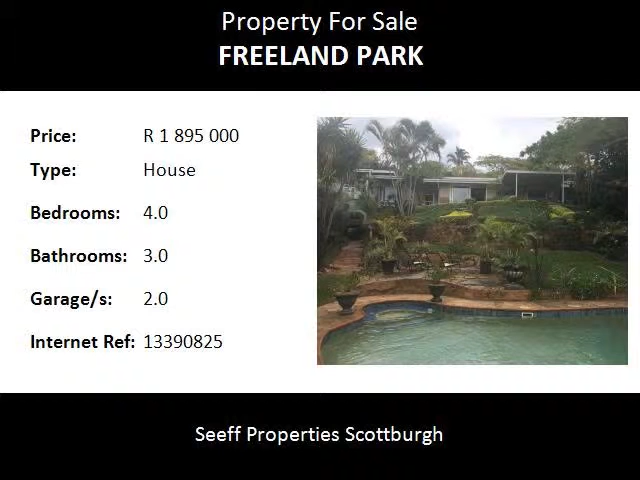 Property For Sale
FREELAND PARK
Price: R 1 895 000
Type: House
Bedrooms: 4.0
Bathrooms: 3.0
Garage/s: 2.0
Internet Ref: 13390825
Seeff Properties Scottburgh